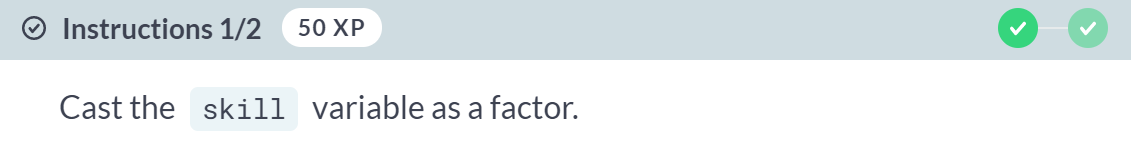 Instructions 1/2 50 XP
Cast the skill variable as a factor.